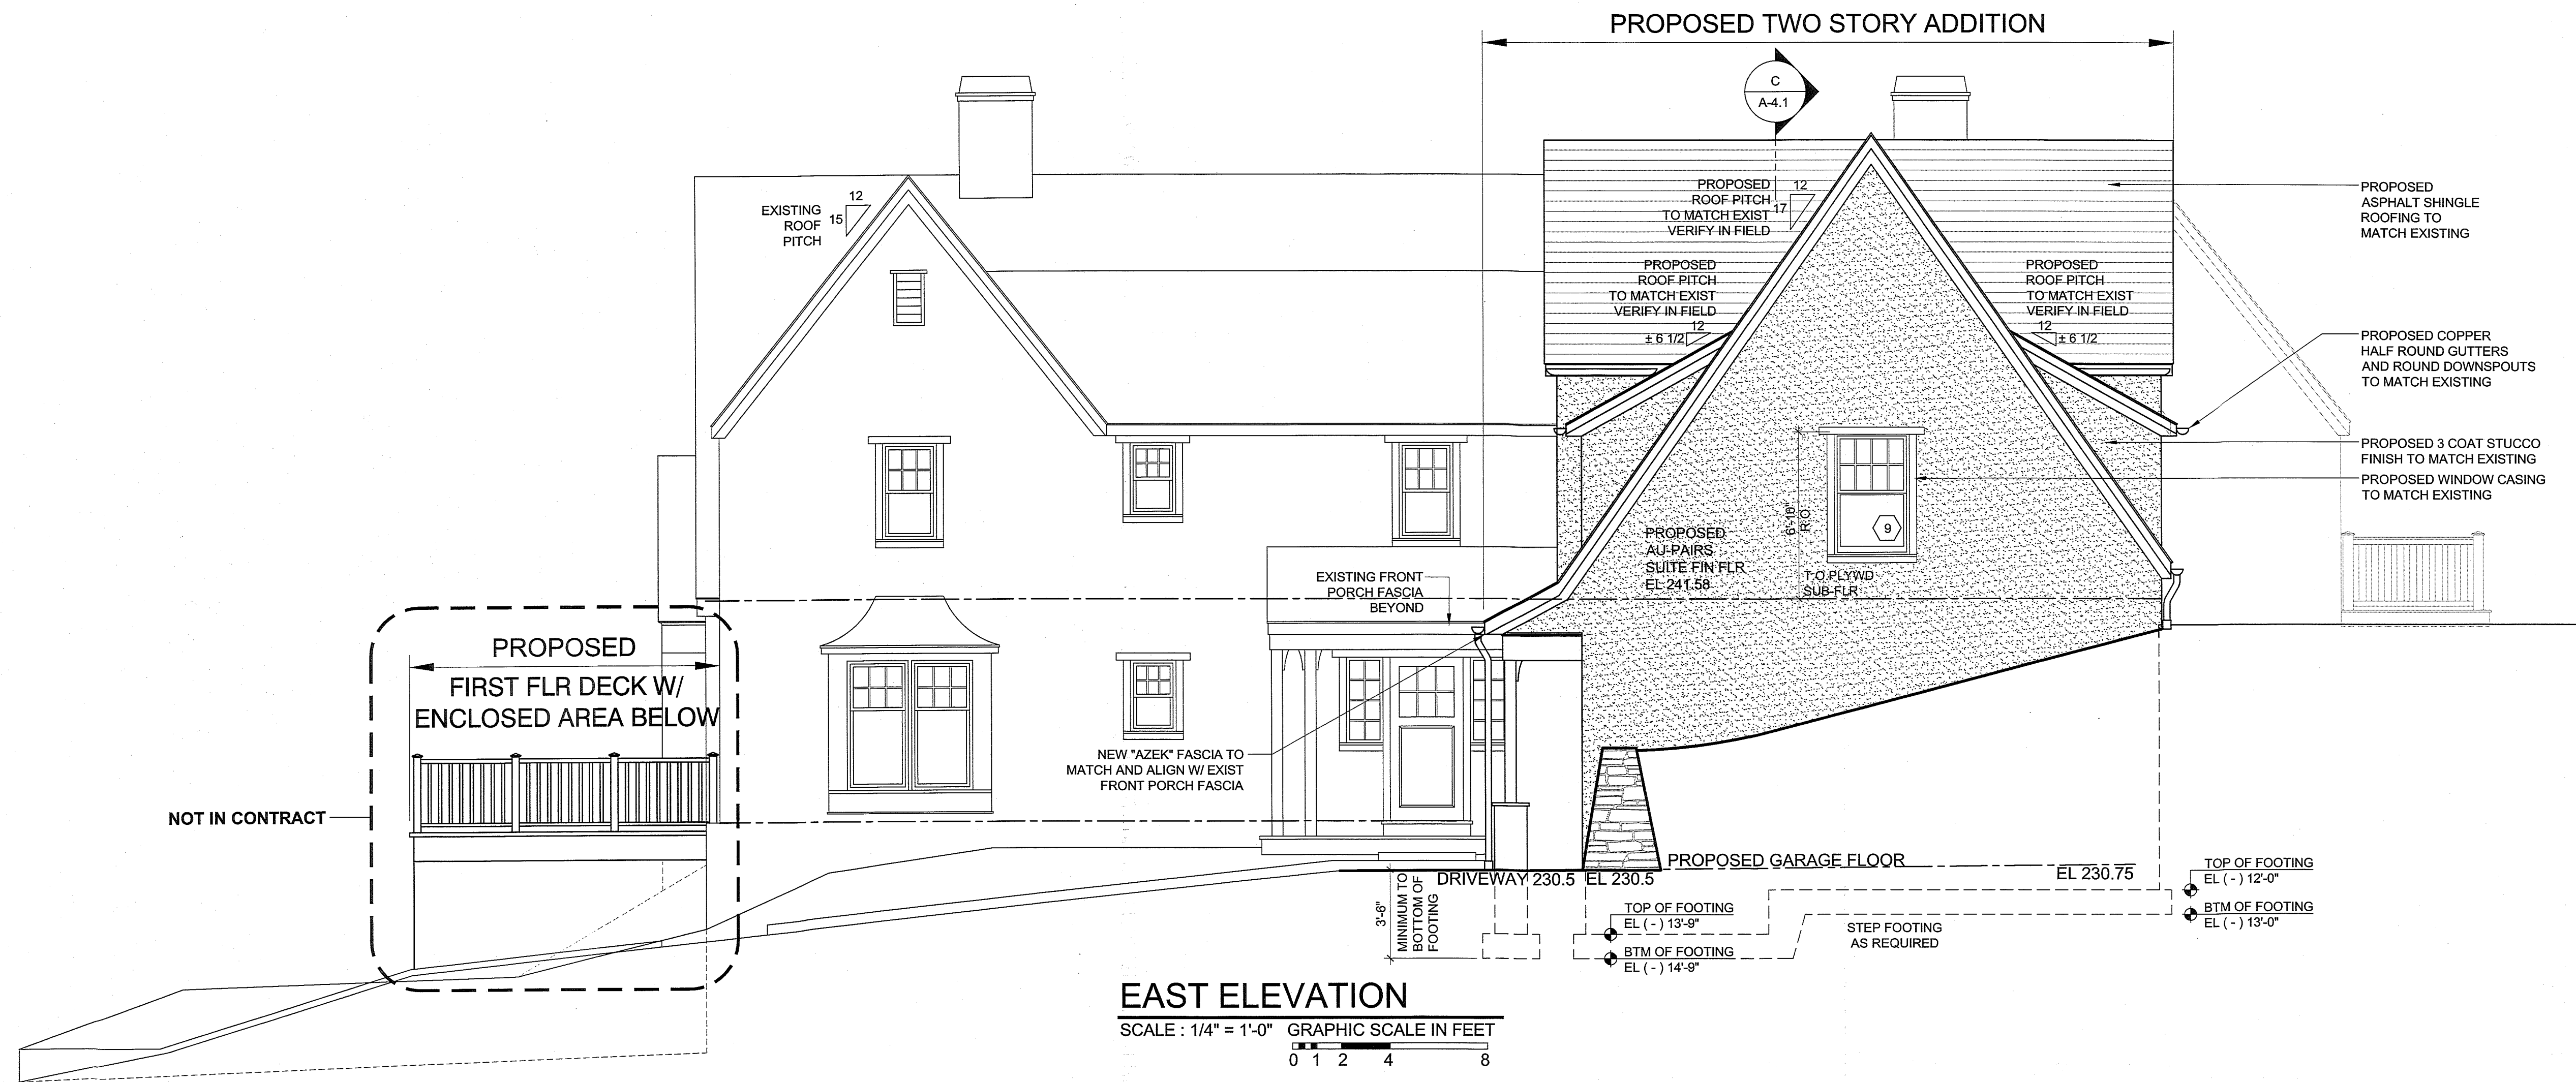 PROPOSED TWO STORY ADDITION
C
A-4.1
EXISTING
ROOF
PITCH
12
15
PROPOSED
ROOF PITCH
TO MATCH EXIST
VERIFY IN FIELD
12
17
PROPOSED
ROOF PITCH
TO MATCH EXIST
VERIFY IN FIELD
12
± 6 1/2
PROPOSED
ROOF PITCH
TO MATCH EXIST
VERIFY IN FIELD
12
± 6 1/2
PROPOSED
ASPHALT SHINGLE
ROOFING TO
MATCH EXISTING
PROPOSED COPPER
HALF ROUND GUTTERS
AND ROUND DOWNSPOUTS
TO MATCH EXISTING
PROPOSED 3 COAT STUCCO
FINISH TO MATCH EXISTING
PROPOSED WINDOW CASING
TO MATCH EXISTING
6'-10"
R.O.
9
PROPOSED
AU-PAIRS
SUITE FIN FLR
EL 241.58
T.O.PLYWD
SUB-FLR
EXISTING FRONT
PORCH FASCIA
BEYOND
PROPOSED
FIRST FLR DECK W/
ENCLOSED AREA BELOW
NOT IN CONTRACT
NEW "AZEK" FASCIA TO
MATCH AND ALIGN W/ EXIST
FRONT PORCH FASCIA
PROPOSED GARAGE FLOOR
EL 230.75
DRIVEWAY 230.5
EL 230.5
3'-6"
MINIMUM TO
BOTTOM OF
FOOTING
TOP OF FOOTING
EL ( - ) 13'-9"
BTM OF FOOTING
EL ( - ) 14'-9"
STEP FOOTING
AS REQUIRED
TOP OF FOOTING
EL ( - ) 12'-0"
BTM OF FOOTING
EL ( - ) 13'-0"
EAST ELEVATION
SCALE : 1/4" = 1'-0" GRAPHIC SCALE IN FEET
0 1 2 4 8